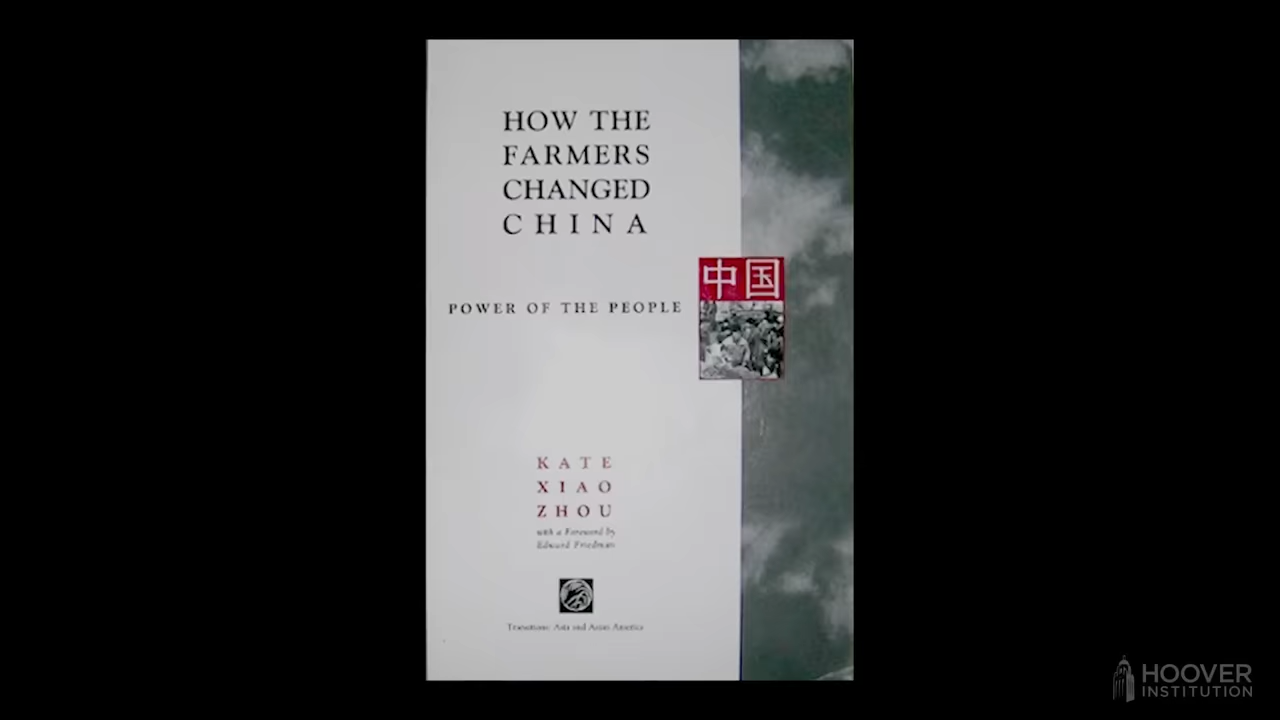 HOW THE
FARMERS
CHANGED
CHINA
中国
POWER OF THE PEOPLE
KATE
XIAO
ZHOU
with a Foreword by
Edward Friedman
Transitions: Asia and Asian America
HOOVER
INSTITUTION